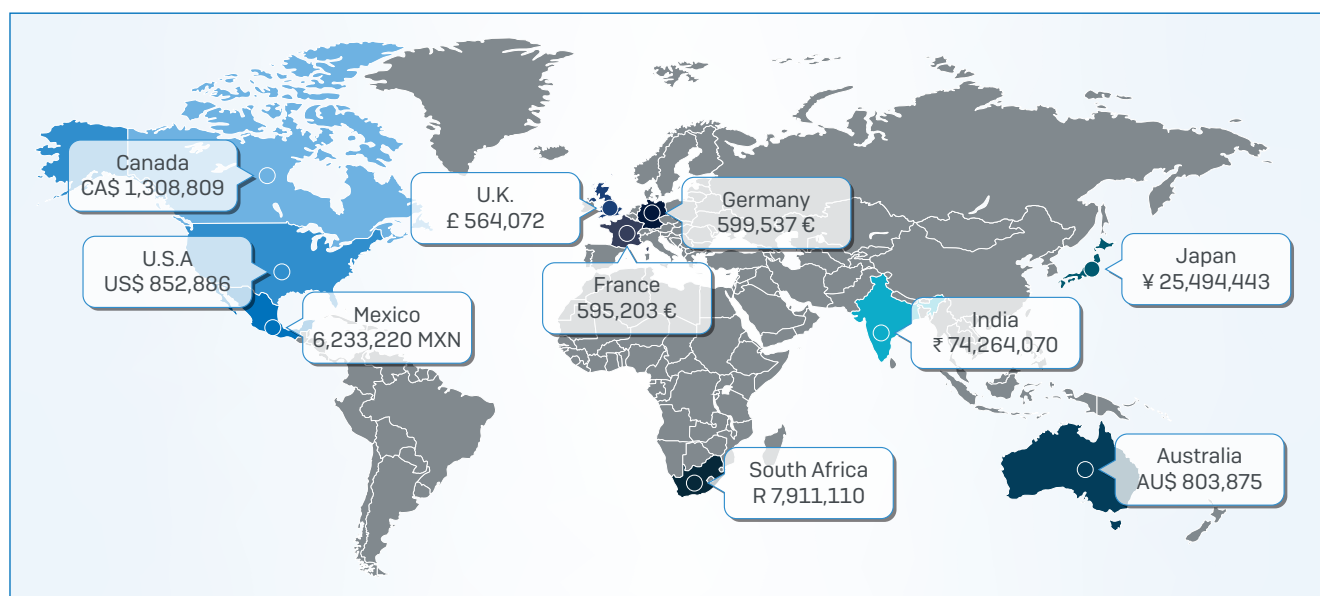 Canada
CA$ 1,308,809
U.S.A
US$ 852,886
Mexico
6,233,220 MXN
U.K.
£ 564,072
Germany
599,537 €
France
595,203 €
South Africa
R 7,911,110
India
₹ 74,264,070
Japan
¥ 25,494,443
Australia
AU$ 803,875